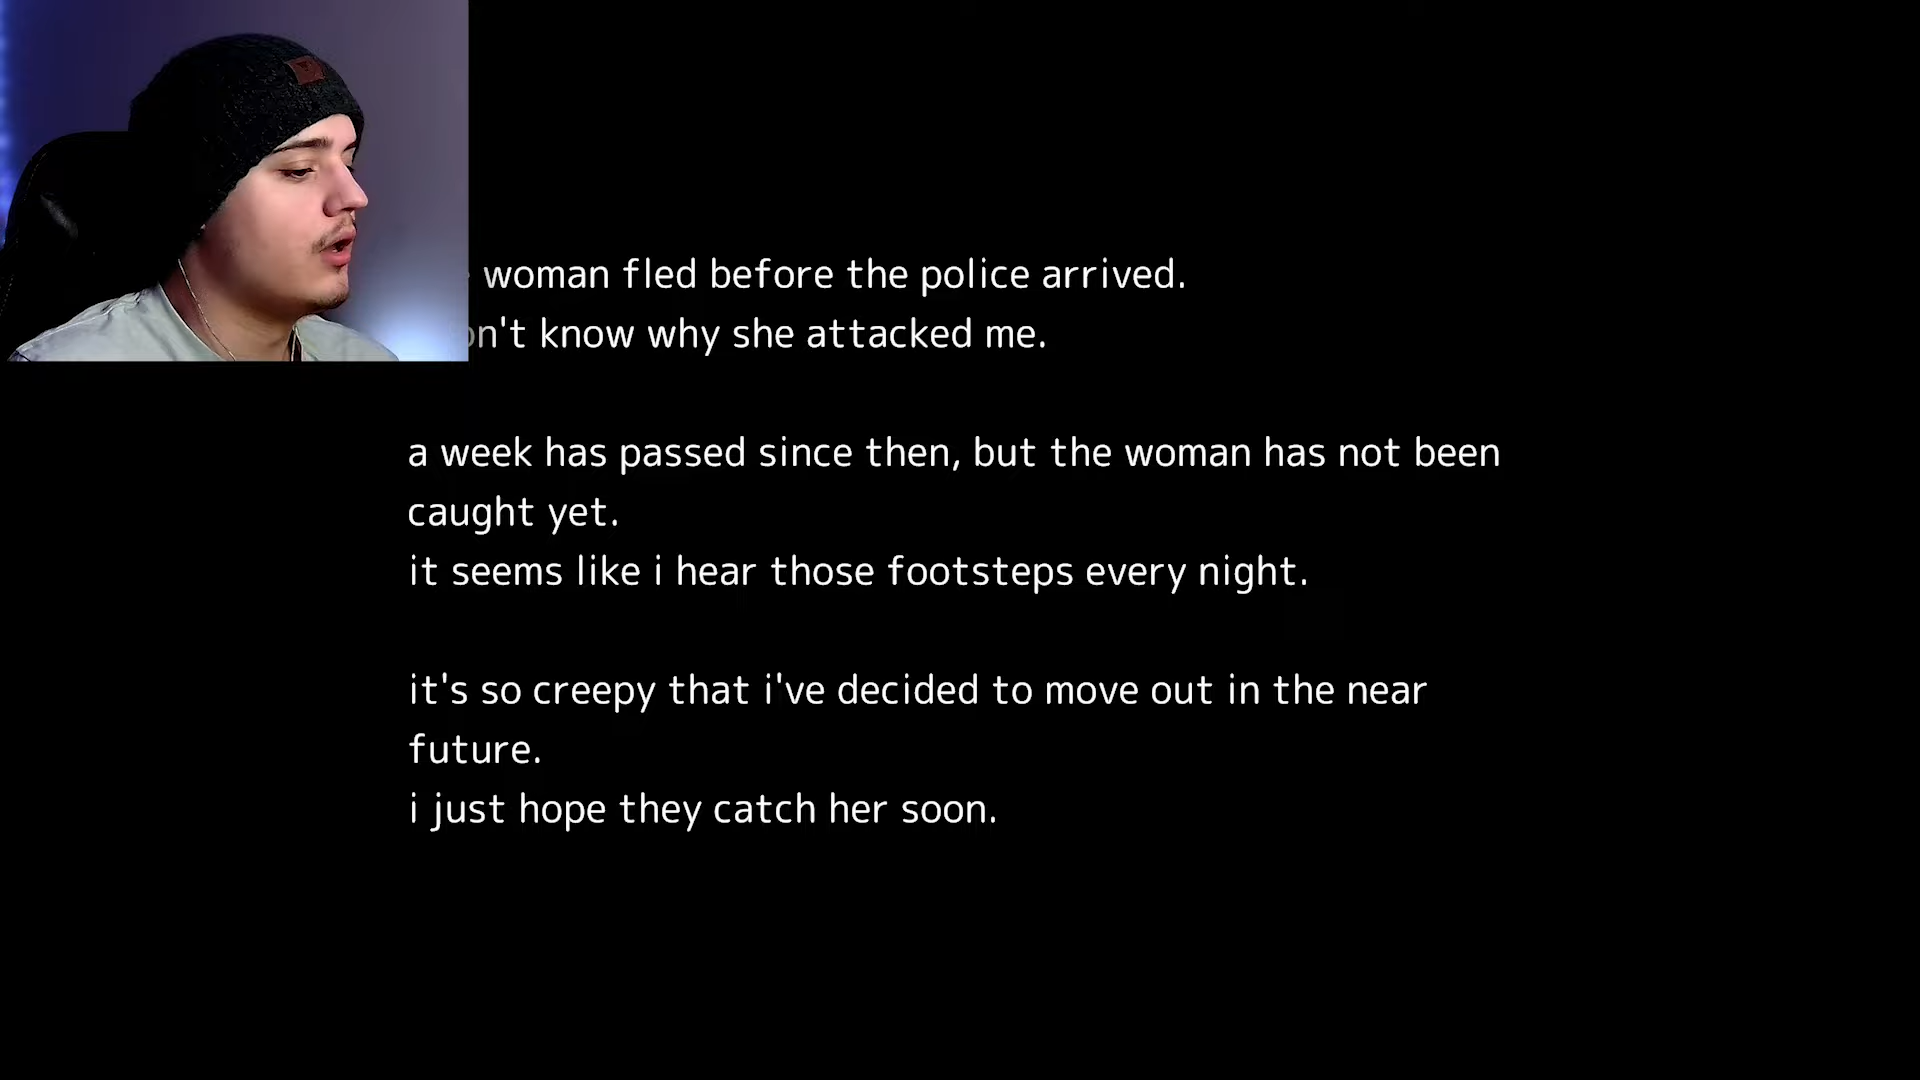 woman fled before the police arrived.
know why she attacked me.
a week has passed since then, but the woman has not been
caught yet.
it seems like i hear those footsteps every night.
it's so creepy that i've decided to move out in the near
future.
i just hope they catch her soon.